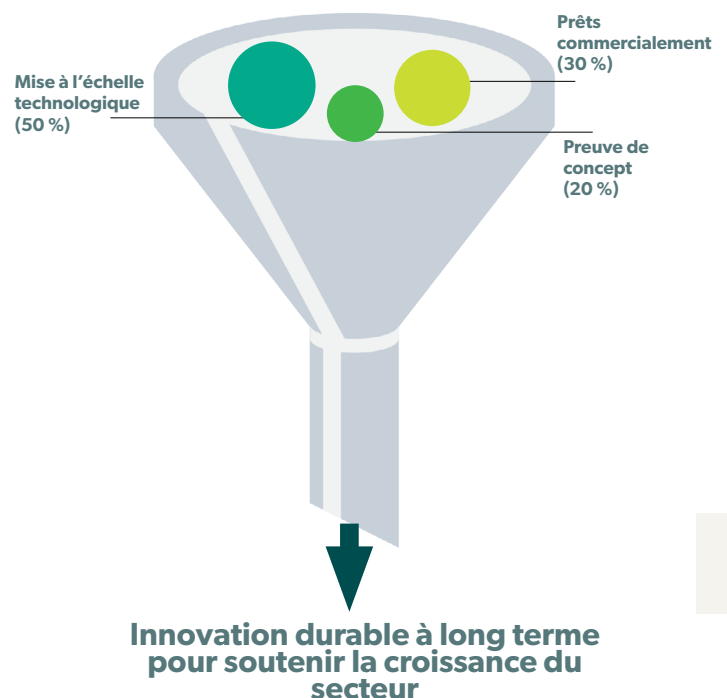 Prêts
commercialement
(30 %)
Mise à l’échelle
technologique
(50 %)
Preuve de
concept
(20 %)
Innovation durable à long terme
pour soutenir la croissance du
secteur